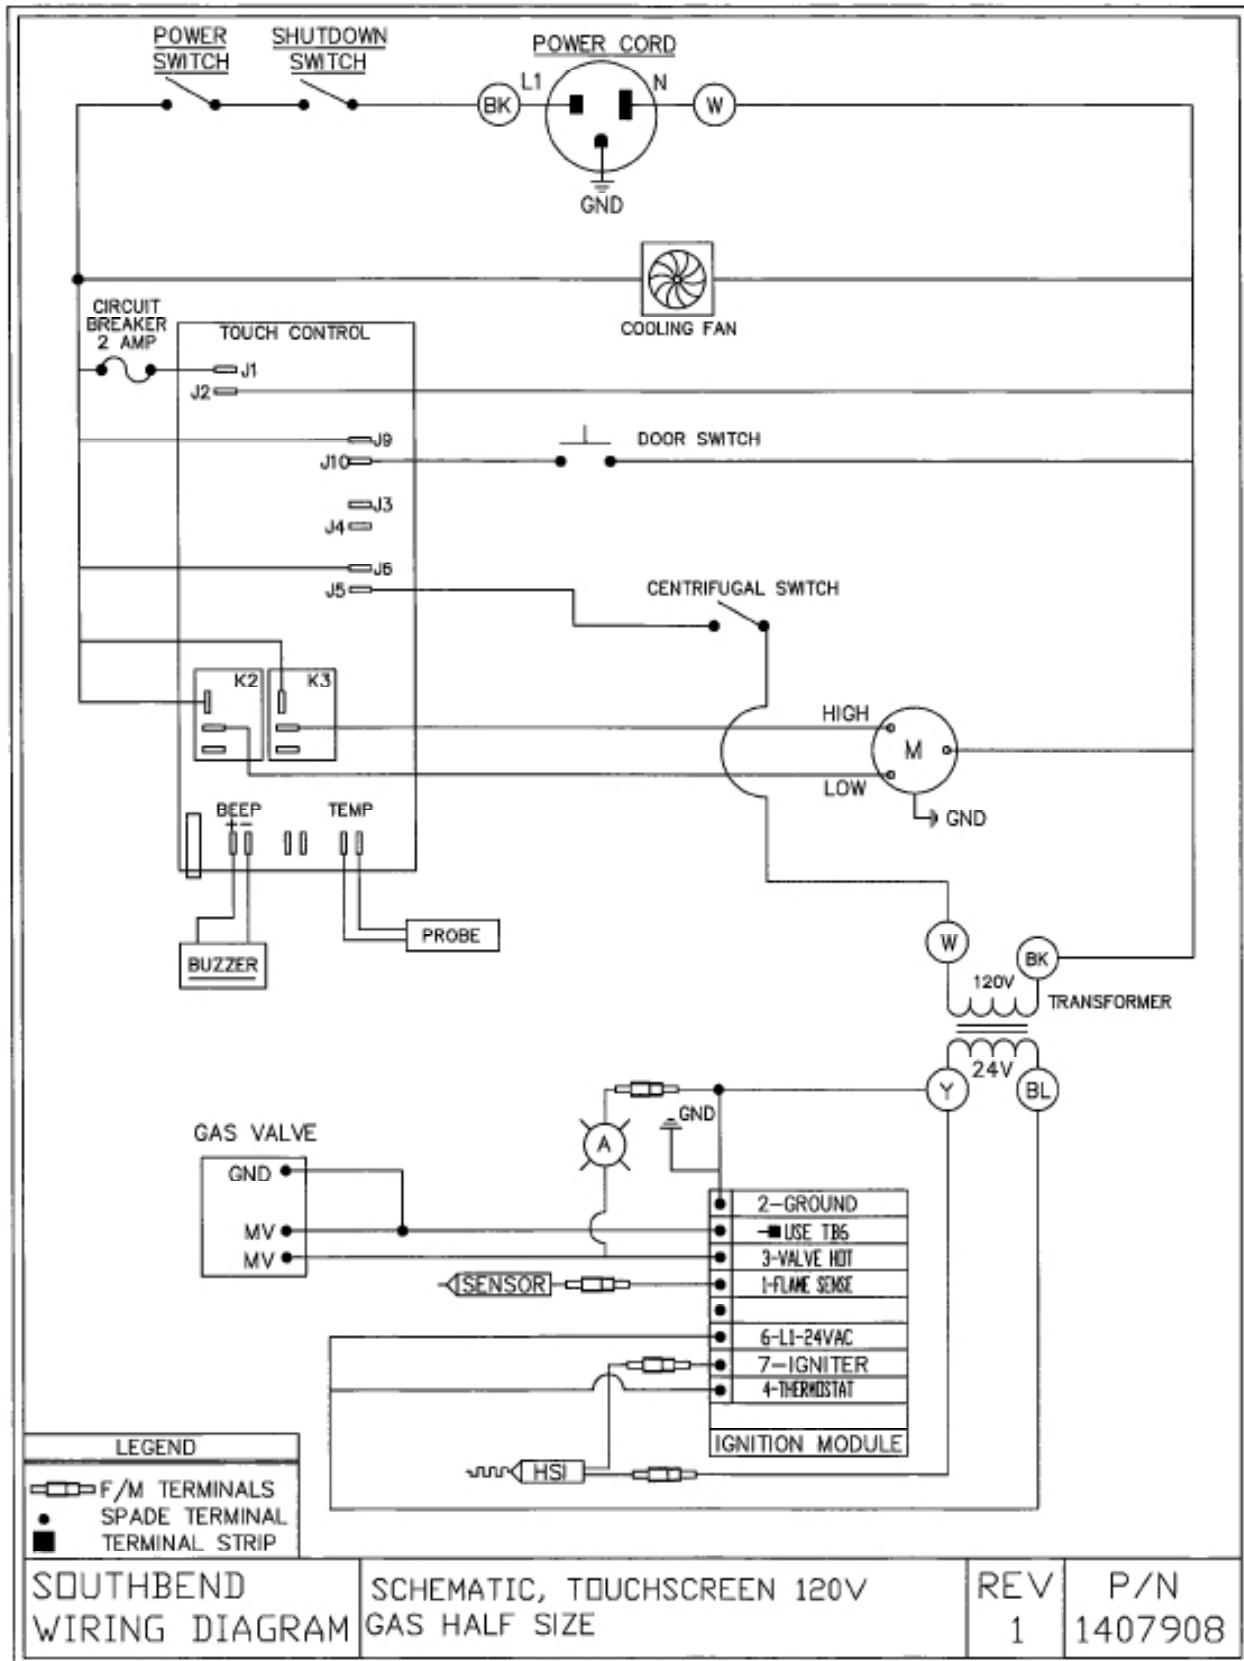 POWER
SWITCH
SHUTDOWN
SWITCH
POWER CORD
BK
L1
N
W
GND
COOLING FAN
CIRCUIT
BREAKER
2 AMP
TOUCH CONTROL
J1
J2
J9
J10
DOOR SWITCH
J3
J4
J6
J5
CENTRIFUGAL SWITCH
K2
K3
HIGH
M
LOW
GND
BEEP
+ -
TEMP
PROBE
BUZZER
W
BK
120V
TRANSFORMER
24V
Y
BL
GND
A
GAS VALVE
GND
MV
MV
2-GROUND
USE TB6
3-VALVE HOT
SENSOR
1-FLAME SENSE
6-L1-24VAC
7-IGNITER
4-THERMOSTAT
IGNITION MODULE
HSI
LEGEND
F/M TERMINALS
SPADE TERMINAL
TERMINAL STRIP
SOUTHBEND
WIRING DIAGRAM
SCHEMATIC, TOUCHSCREEN 120V
GAS HALF SIZE
REV
1
P/N
1407908